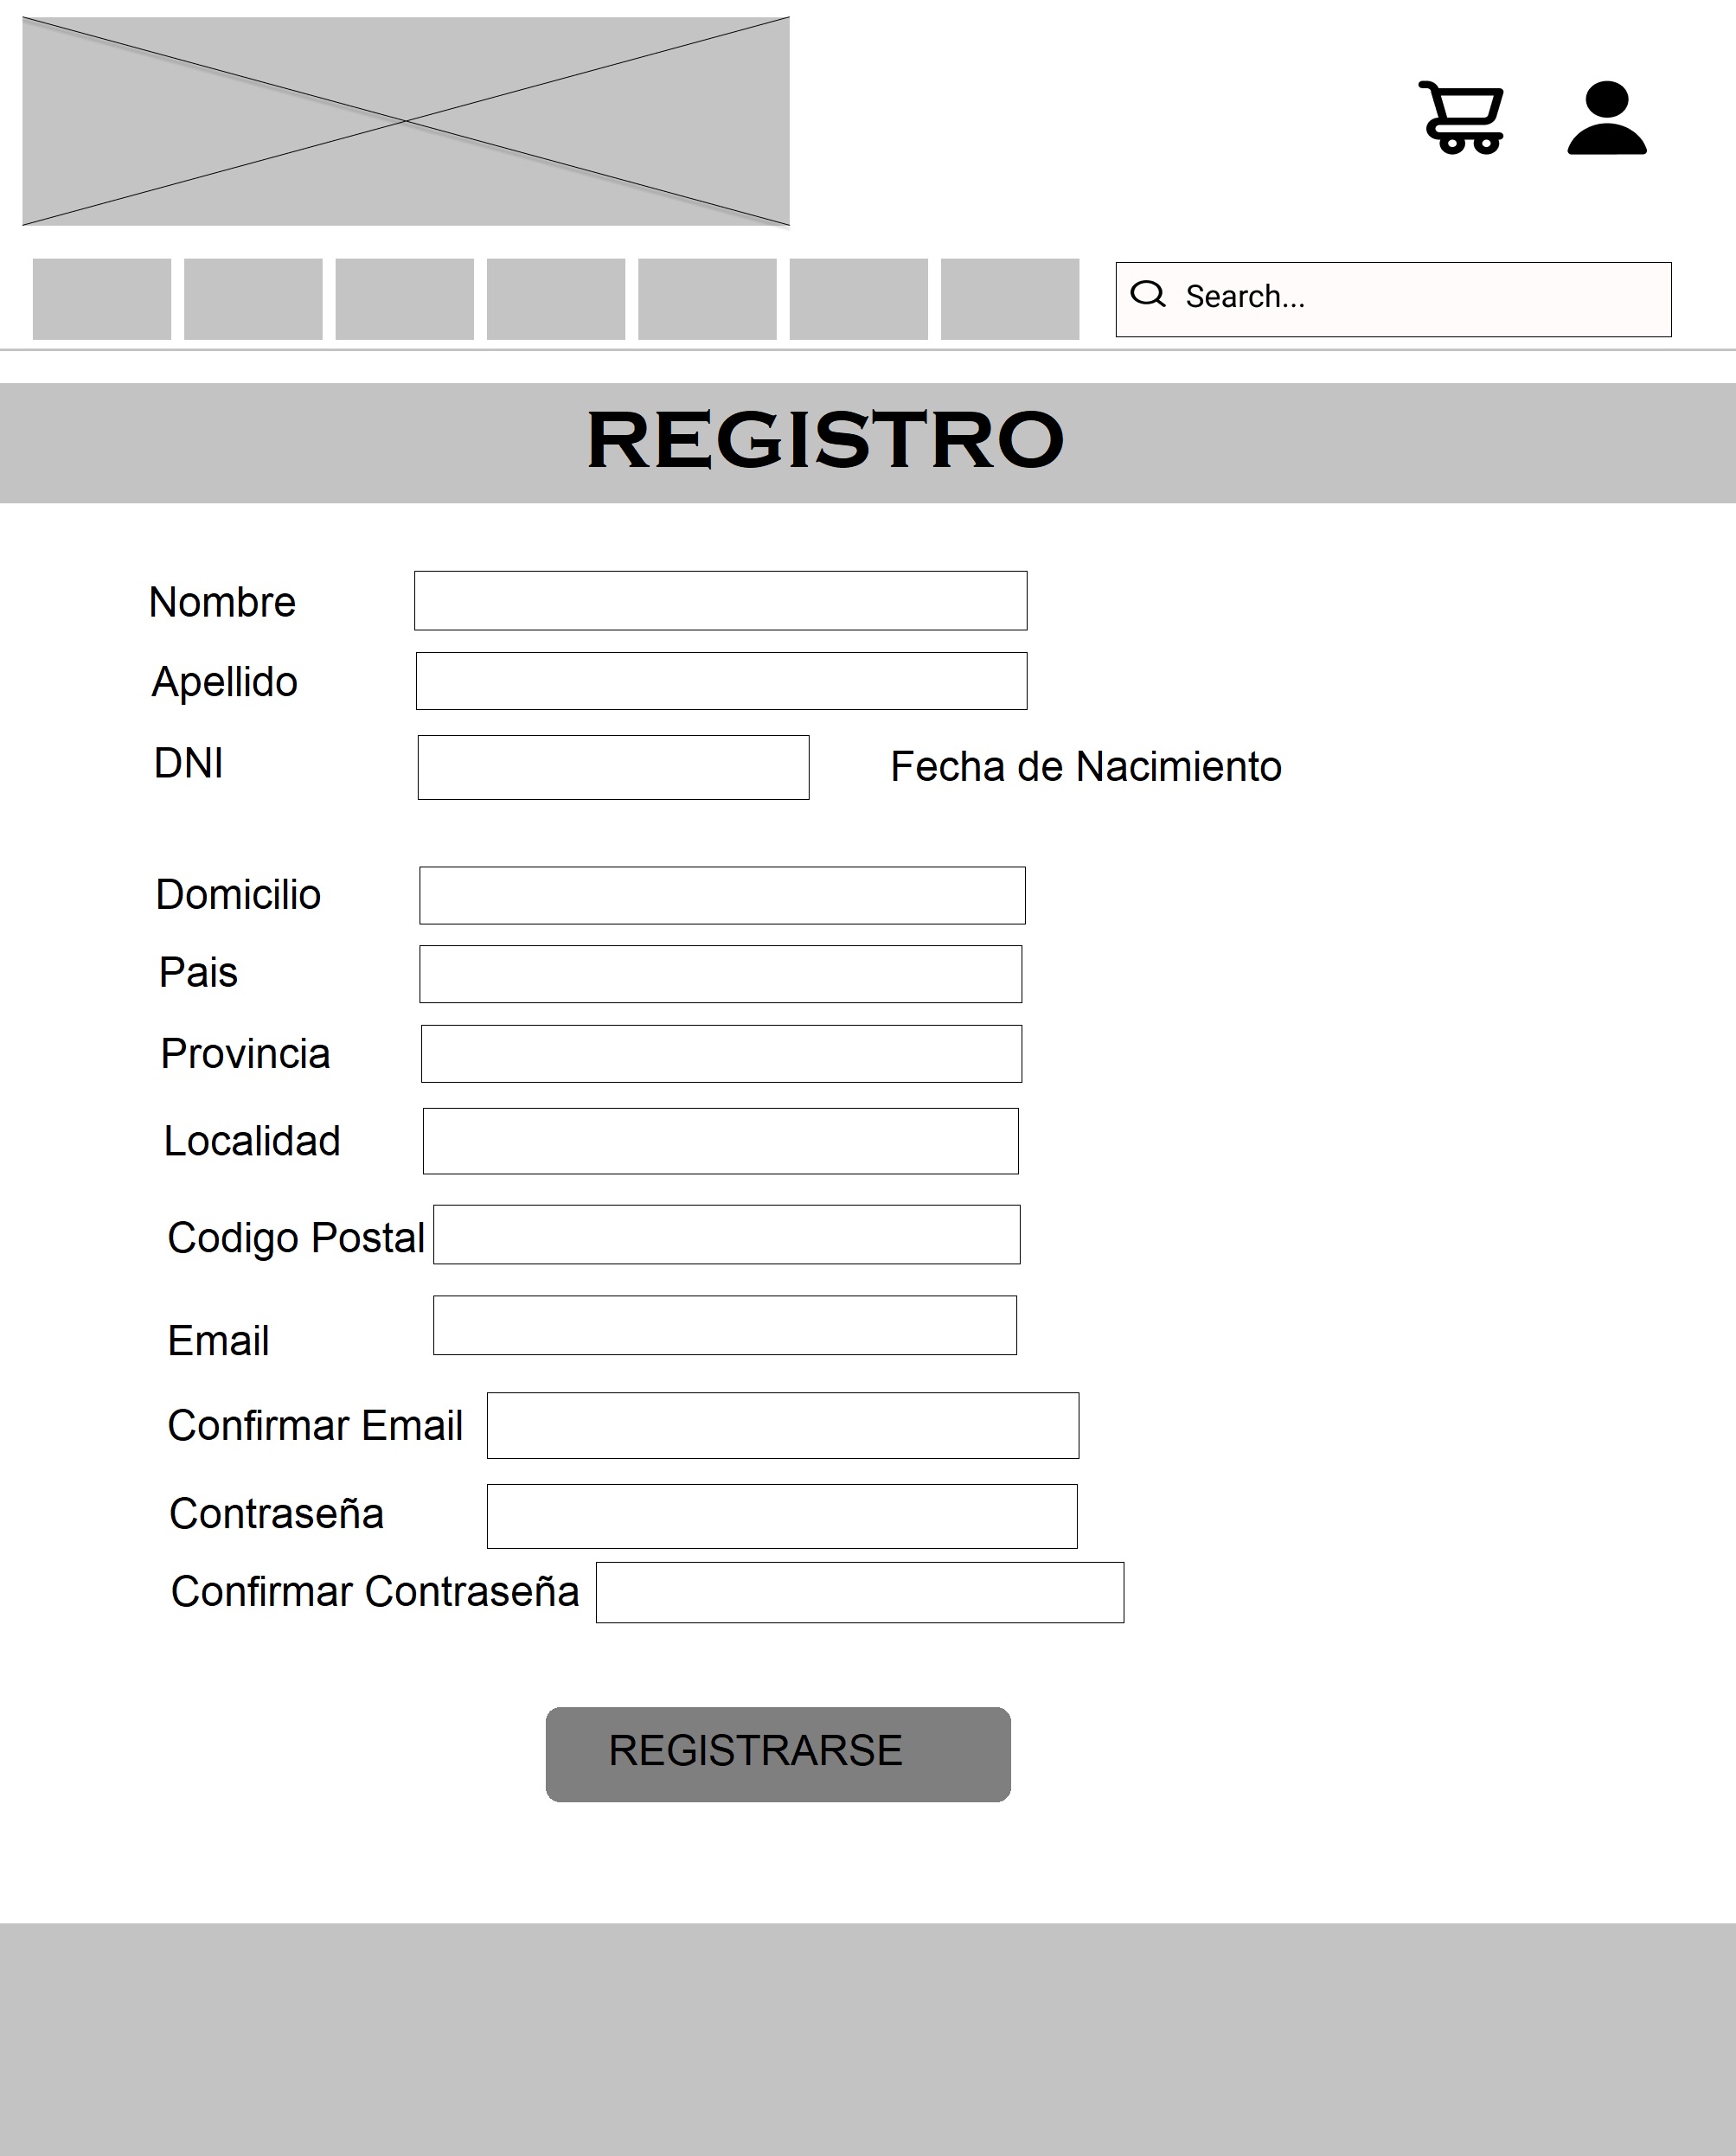 Search...
REGISTRO
Nombre
Apellido
DNI
Fecha de Nacimiento
Domicilio
Pais
Provincia
Localidad
Codigo Postal
Email
Confirmar Email
Contraseña
Confirmar Contraseña
REGISTRARSE